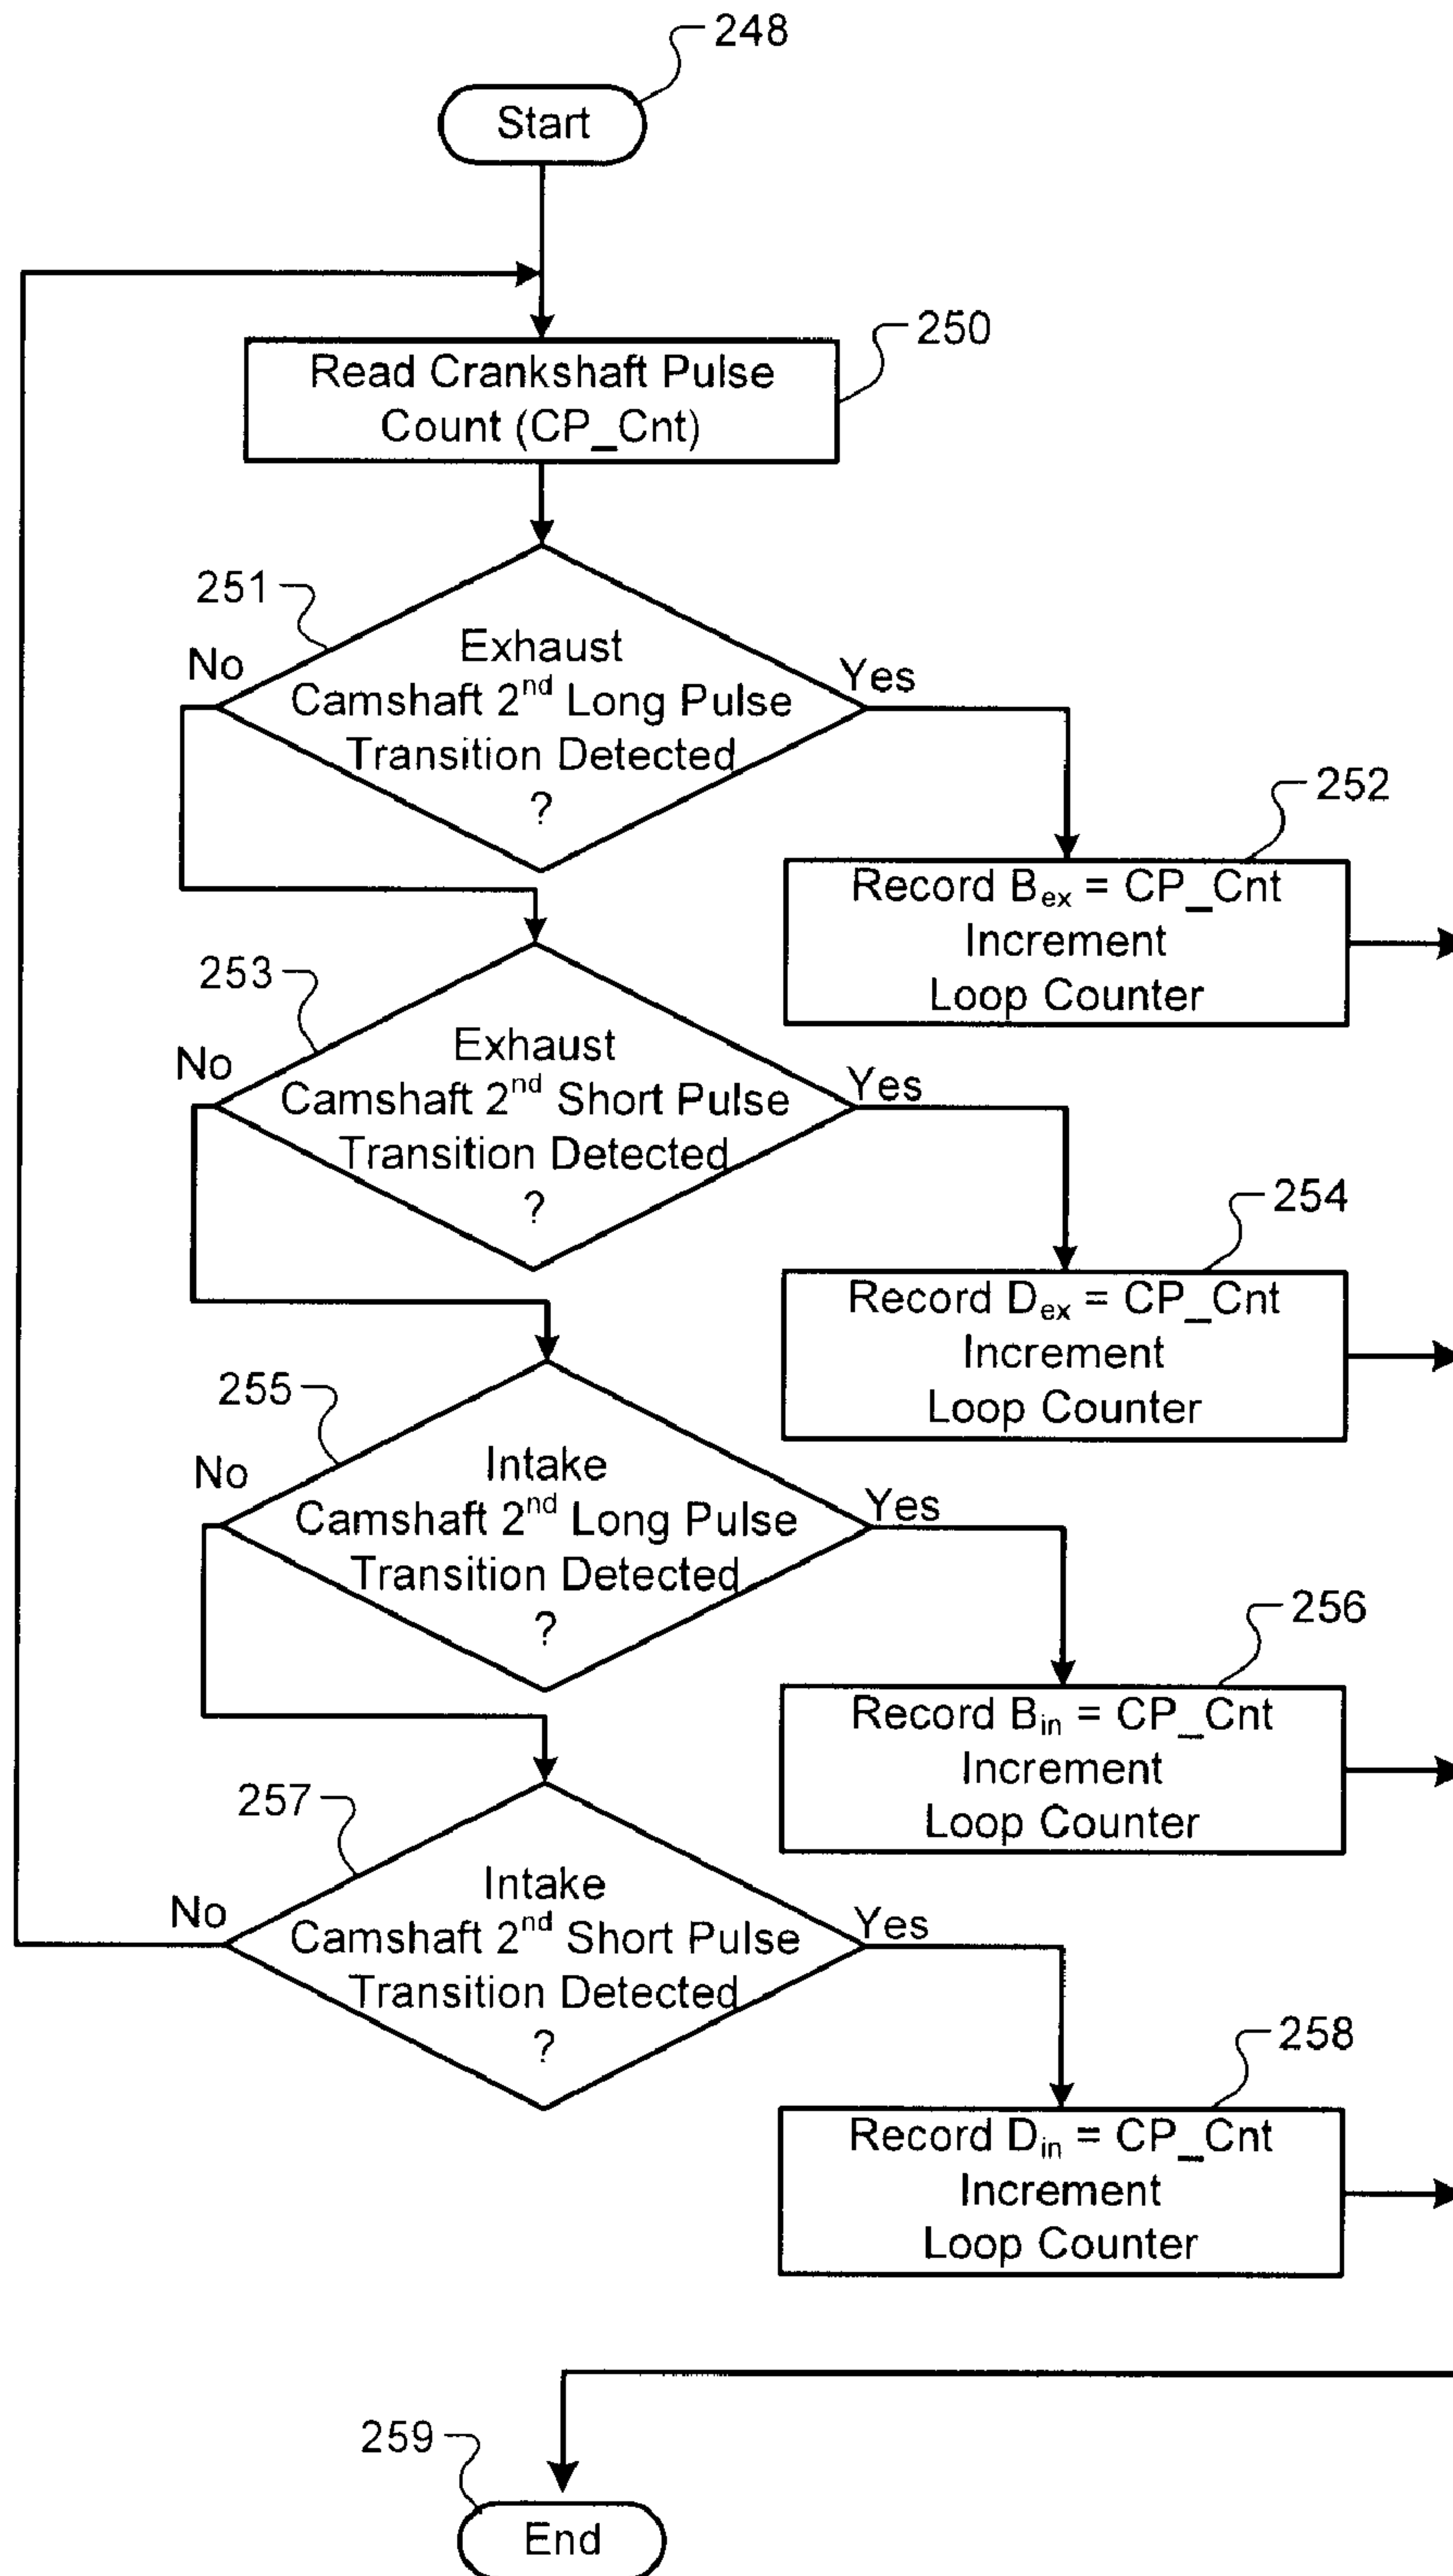 248
Start
250
Read Crankshaft Pulse
Count (CP_Cnt)
251
No
Exhaust
Camshaft 2nd Long Pulse
Transition Detected
?
Yes
252
Record Bex = CP_Cnt
Increment
Loop Counter
253
No
Exhaust
Camshaft 2nd Short Pulse
Transition Detected
?
Yes
254
Record Dex = CP_Cnt
Increment
Loop Counter
255
No
Intake
Camshaft 2nd Long Pulse
Transition Detected
?
Yes
256
Record Bin = CP_Cnt
Increment
Loop Counter
257
No
Intake
Camshaft 2nd Short Pulse
Transition Detected
?
Yes
258
Record Din = CP_Cnt
Increment
Loop Counter
259
End